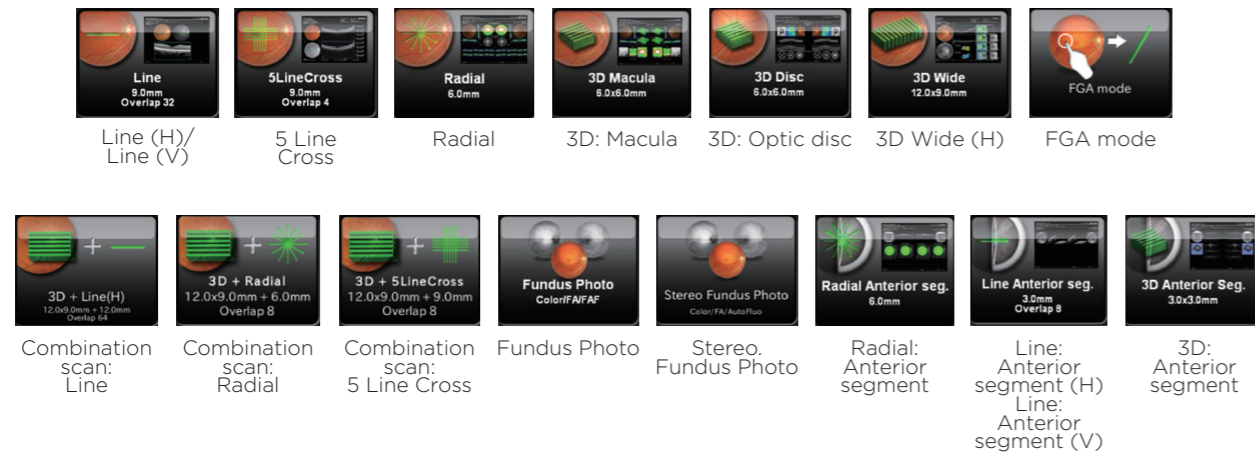 Line
9.0mm
Overlap 32
Line (H)/
Line (V)
5LineCross
9.0mm
Overlap 4
5 Line
Cross
Radial
6.0mm
Radial
3D Macula
6.0x6.0mm
3D: Macula
3D Disc
6.0x6.0mm
3D: Optic disc
3D Wide
12.0x9.0mm
3D Wide (H)
FGA mode
FGA mode
3D + Line(H)
12.0x9.0mm + 12.0mm
Overlap 64
Combination
scan:
Line
3D + Radial
12.0x9.0mm + 6.0mm
Overlap 8
Combination
scan:
Radial
3D + 5LineCross
12.0x9.0mm + 9.0mm
Overlap 8
Combination
scan:
5 Line Cross
Fundus Photo
Color/FA/FAF
Fundus Photo
Stereo Fundus Photo
Color/FA/AutoFluo
Stereo.
Fundus Photo
Radial Anterior seg.
6.0mm
Radial:
Anterior
segment
Line Anterior seg.
3.0mm
Overlap 8
Line:
Anterior
segment (H)
Line:
Anterior
segment (V)
3D Anterior Seg.
3.0x3.0mm
3D:
Anterior
segment